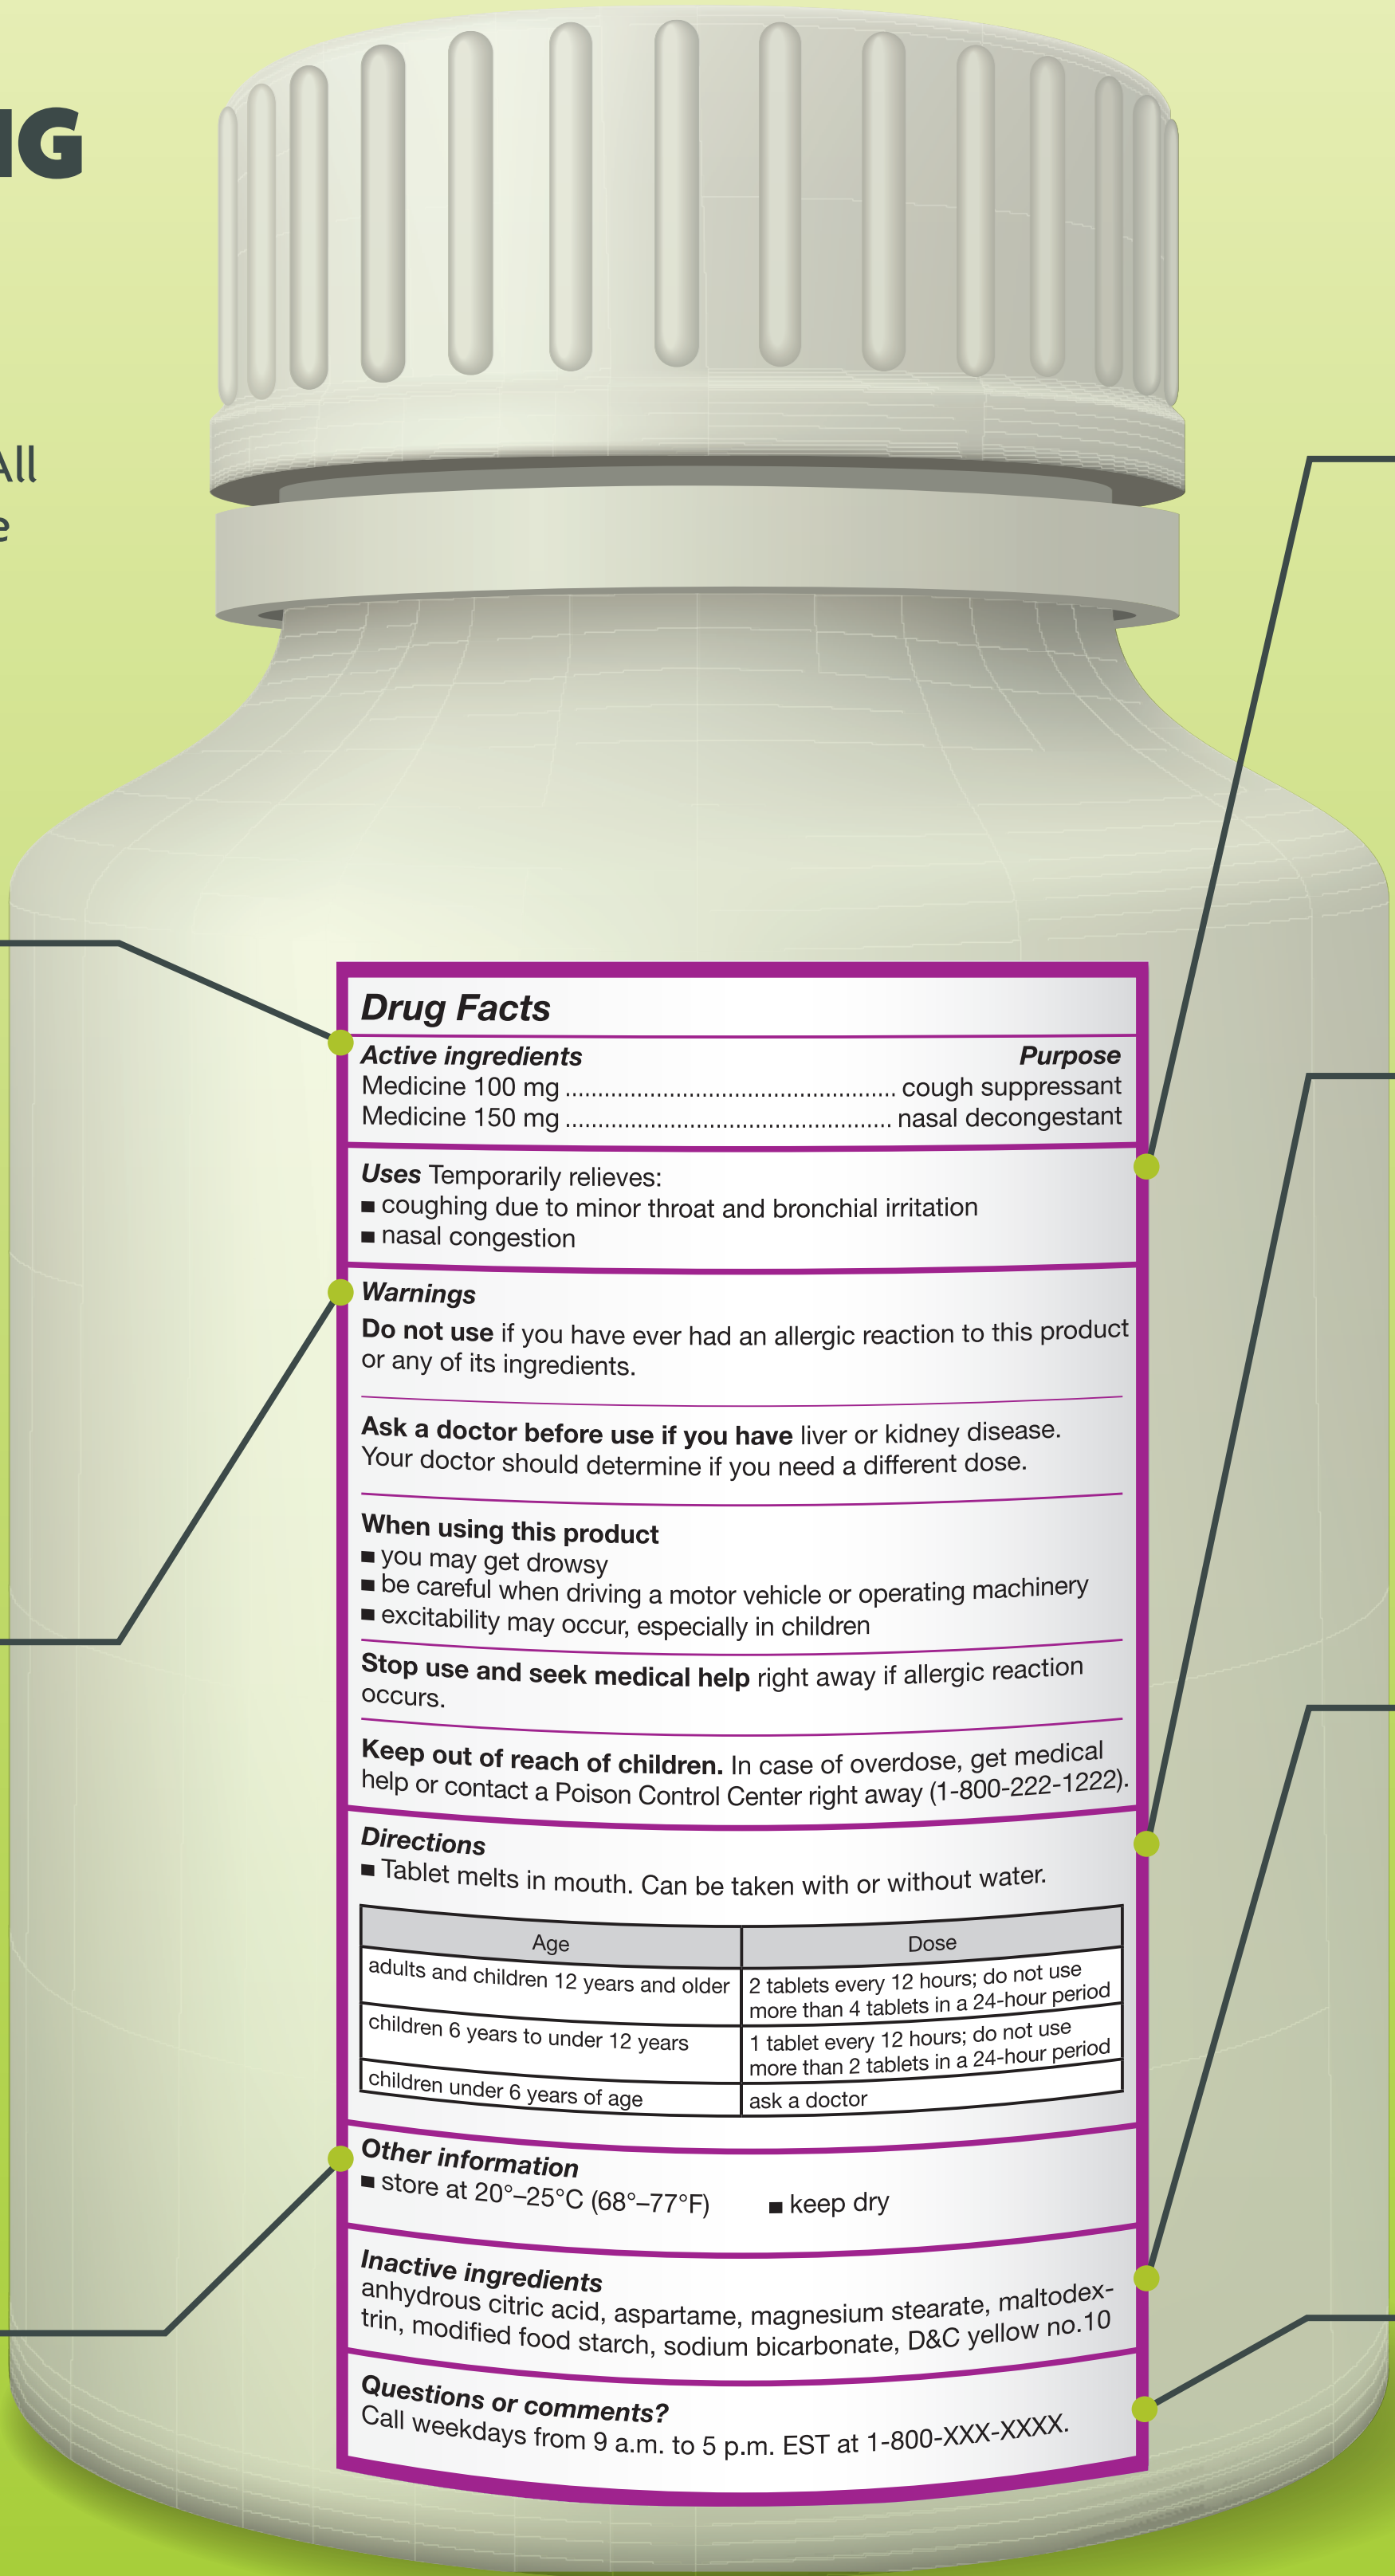 NG
All
e
Drug Facts
Active ingredients Purpose
Medicine 100 mg ................................................... cough suppressant
Medicine 150 mg .................................................. nasal decongestant
Uses Temporarily relieves:
■ coughing due to minor throat and bronchial irritation
■ nasal congestion
Warnings
Do not use if you have ever had an allergic reaction to this product
or any of its ingredients.
Ask a doctor before use if you have liver or kidney disease.
Your doctor should determine if you need a different dose.
When using this product
■ you may get drowsy
■ be careful when driving a motor vehicle or operating machinery
■ excitability may occur, especially in children
Stop use and seek medical help right away if allergic reaction
occurs.
Keep out of reach of children. In case of overdose, get medical
help or contact a Poison Control Center right away (1-800-222-1222).
Directions
■ Tablet melts in mouth. Can be taken with or without water.
Age Dose
adults and children 12 years and older 2 tablets every 12 hours; do not use
more than 4 tablets in a 24-hour period
children 6 years to under 12 years 1 tablet every 12 hours; do not use
more than 2 tablets in a 24-hour period
children under 6 years of age ask a doctor
Other information
■ store at 20°–25°C (68°–77°F) ■ keep dry
Inactive ingredients
anhydrous citric acid, aspartame, magnesium stearate, maltodex-
trin, modified food starch, sodium bicarbonate, D&C yellow no.10
Questions or comments?
Call weekdays from 9 a.m. to 5 p.m. EST at 1-800-XXX-XXXX.